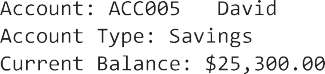 Account: ACC005   David
Account Type: Savings
Current Balance: $25,300.00